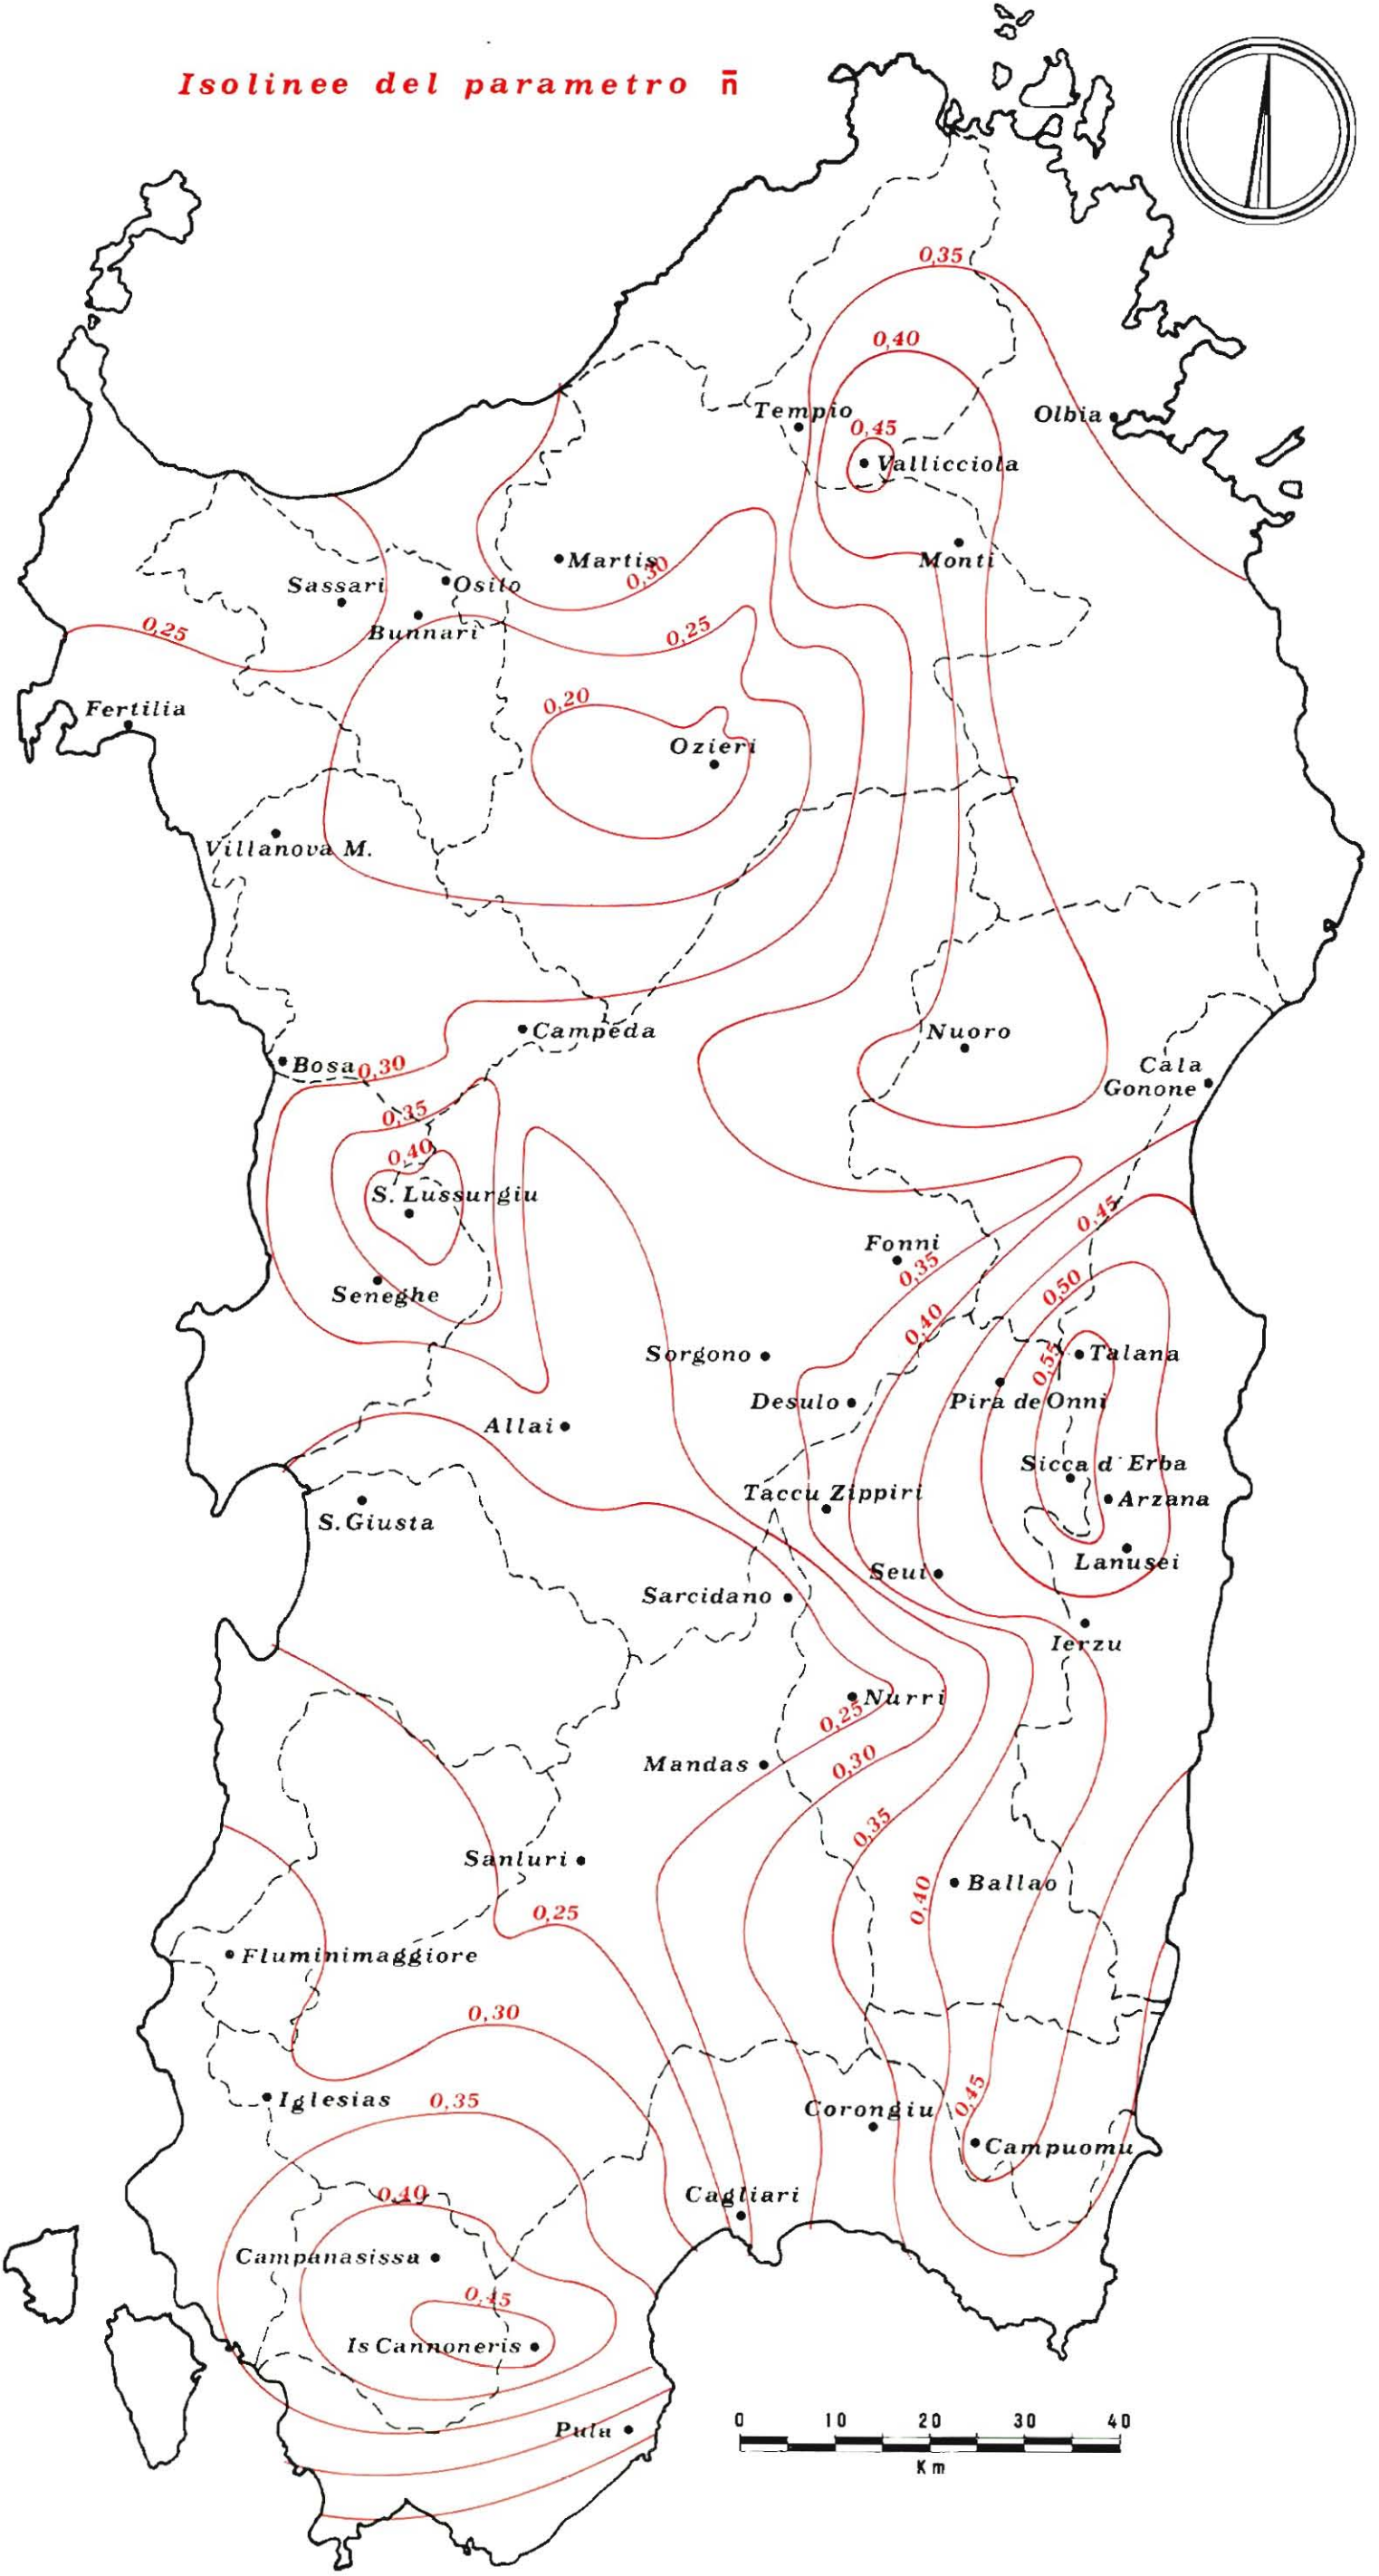 Isolinee del parametro n̄
0,35
0,40
Tempio
Olbia
0,45
Vallicciola
Monti
Martis
0,30
Sassari
Osilo
Bunnari
0,25
0,25
Fertilia
0,20
Ozieri
Villanova M.
Campeda
Nuoro
Bosa
0,30
Cala
Gonone
0,35
0,40
S. Lussurgiu
0,45
Fonni
0,35
0,50
Seneghe
0,40
Sorgono
0,55
Talana
Desulo
Pira de Onni
Allai
Sicca d'Erba
Taccu Zippiri
Arzana
S. Giusta
Lanusei
Seui
Sarcidano
Ierzu
Nurri
0,25
Mandas
0,30
0,35
Sanluri
Ballao
0,40
0,25
Fluminimaggiore
0,30
Iglesias
0,35
0,45
Corongiu
Campuomu
Cagliari
0,40
Campanasissa
0,45
Is Cannoneris
Pula
0 10 20 30 40
Km